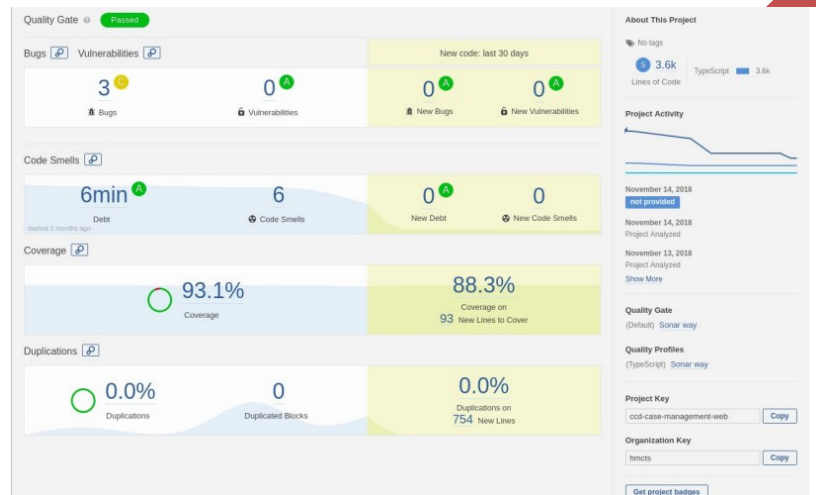 Quality Gate Passed
Bugs Vulnerabilities New code: last 30 days
3 C 0 A 0 A 0 A
Bugs Vulnerabilities New Bugs New Vulnerabilities
Code Smells
6min A 6 0 A 0
Debt Code Smells New Debt New Code Smells
started 2 months ago
Coverage
93.1% 88.3%
Coverage Coverage on
93 New Lines to Cover
Duplications
0.0% 0 0.0%
Duplications Duplicated Blocks Duplications on
754 New Lines
About This Project
No tags
S 3.6k TypeScript 3.6k
Lines of Code
Project Activity
November 14, 2018
not provided
November 14, 2018
Project Analyzed
November 13, 2018
Project Analyzed
Show More
Quality Gate
(Default) Sonar way
Quality Profiles
(TypeScript) Sonar way
Project Key
ccd-case-management-web Copy
Organization Key
hmcts Copy
Get project badges